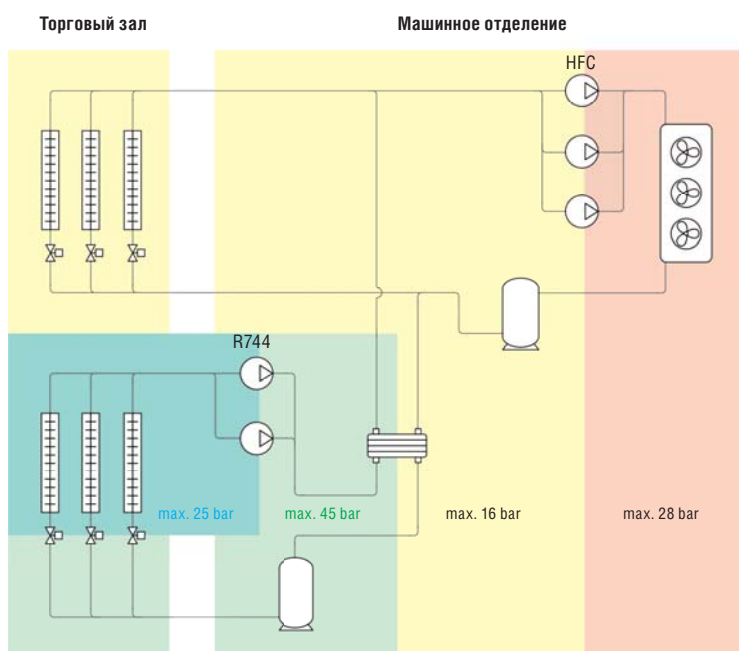 Торговый зал
Машинное отделение
HFC
R744
max. 25 bar
max. 45 bar
max. 16 bar
max. 28 bar